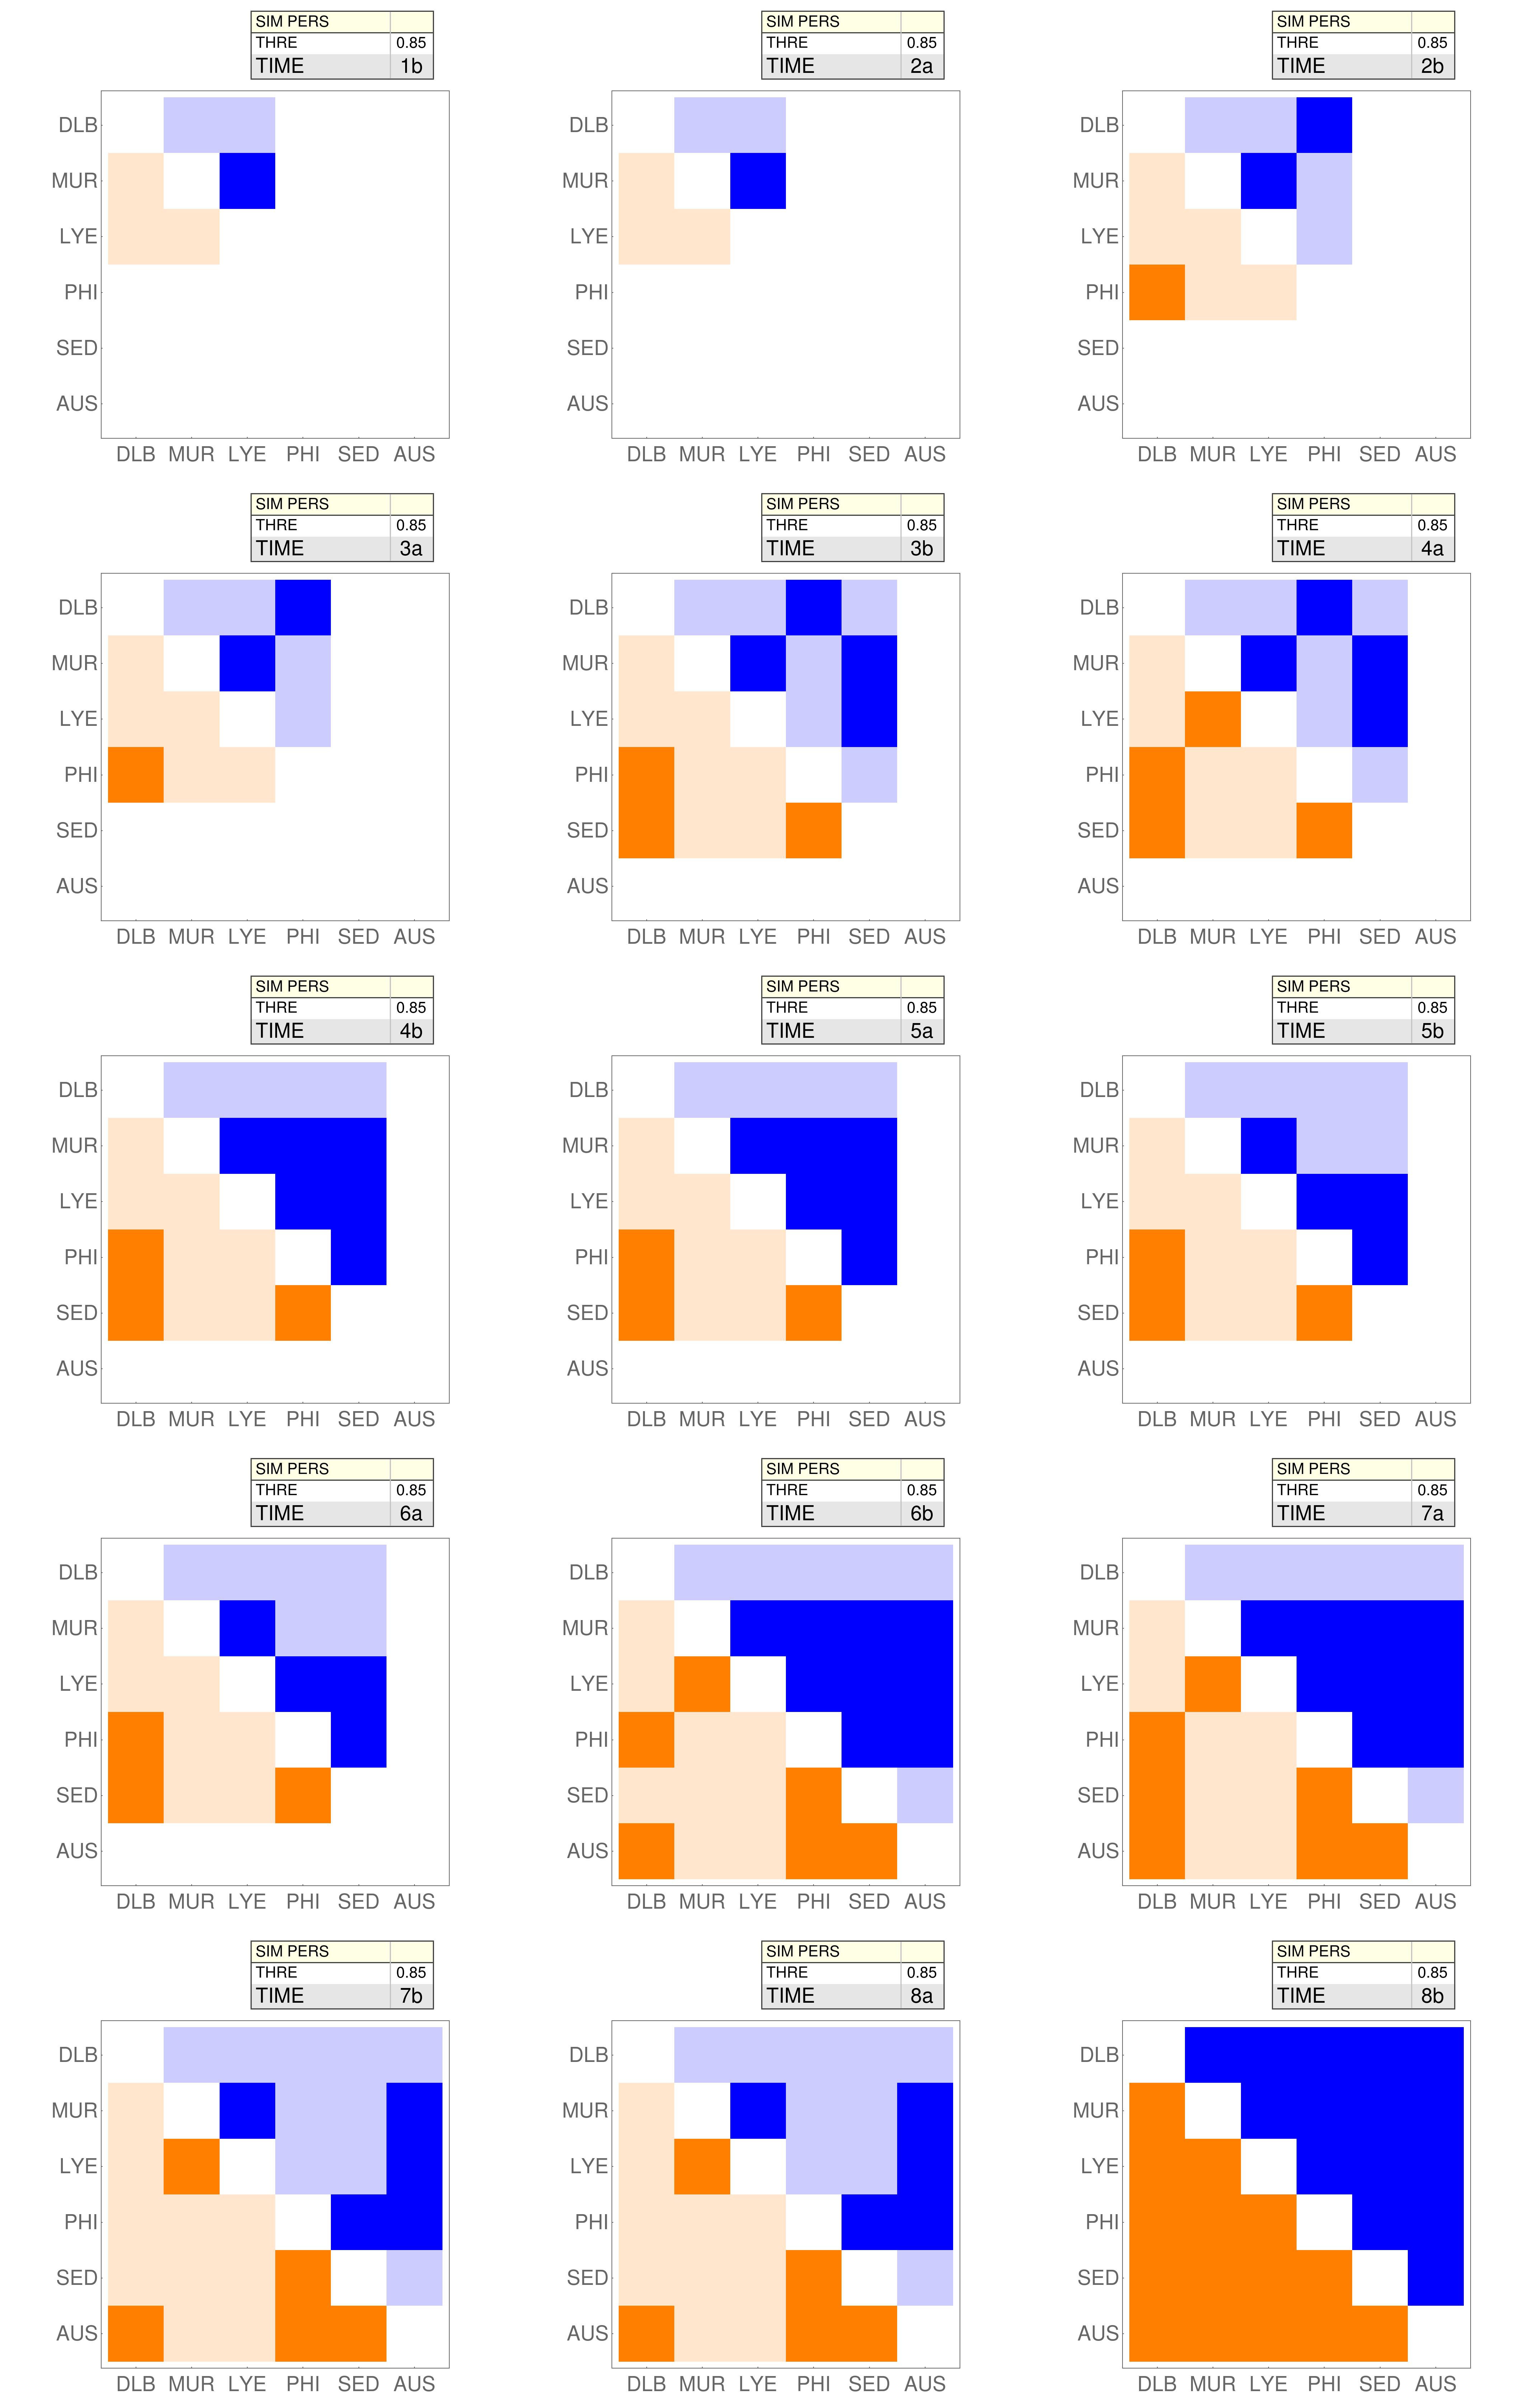 SIM PERS
THRE 0.85
TIME 1b
DLB
MUR
LYE
PHI
SED
AUS
DLB MUR LYE PHI SED AUS
SIM PERS
THRE 0.85
TIME 2a
DLB
MUR
LYE
PHI
SED
AUS
DLB MUR LYE PHI SED AUS
SIM PERS
THRE 0.85
TIME 2b
DLB
MUR
LYE
PHI
SED
AUS
DLB MUR LYE PHI SED AUS
SIM PERS
THRE 0.85
TIME 3a
DLB
MUR
LYE
PHI
SED
AUS
DLB MUR LYE PHI SED AUS
SIM PERS
THRE 0.85
TIME 3b
DLB
MUR
LYE
PHI
SED
AUS
DLB MUR LYE PHI SED AUS
SIM PERS
THRE 0.85
TIME 4a
DLB
MUR
LYE
PHI
SED
AUS
DLB MUR LYE PHI SED AUS
SIM PERS
THRE 0.85
TIME 4b
DLB
MUR
LYE
PHI
SED
AUS
DLB MUR LYE PHI SED AUS
SIM PERS
THRE 0.85
TIME 5a
DLB
MUR
LYE
PHI
SED
AUS
DLB MUR LYE PHI SED AUS
SIM PERS
THRE 0.85
TIME 5b
DLB
MUR
LYE
PHI
SED
AUS
DLB MUR LYE PHI SED AUS
SIM PERS
THRE 0.85
TIME 6a
DLB
MUR
LYE
PHI
SED
AUS
DLB MUR LYE PHI SED AUS
SIM PERS
THRE 0.85
TIME 6b
DLB
MUR
LYE
PHI
SED
AUS
DLB MUR LYE PHI SED AUS
SIM PERS
THRE 0.85
TIME 7a
DLB
MUR
LYE
PHI
SED
AUS
DLB MUR LYE PHI SED AUS
SIM PERS
THRE 0.85
TIME 7b
DLB
MUR
LYE
PHI
SED
AUS
DLB MUR LYE PHI SED AUS
SIM PERS
THRE 0.85
TIME 8a
DLB
MUR
LYE
PHI
SED
AUS
DLB MUR LYE PHI SED AUS
SIM PERS
THRE 0.85
TIME 8b
DLB
MUR
LYE
PHI
SED
AUS
DLB MUR LYE PHI SED AUS